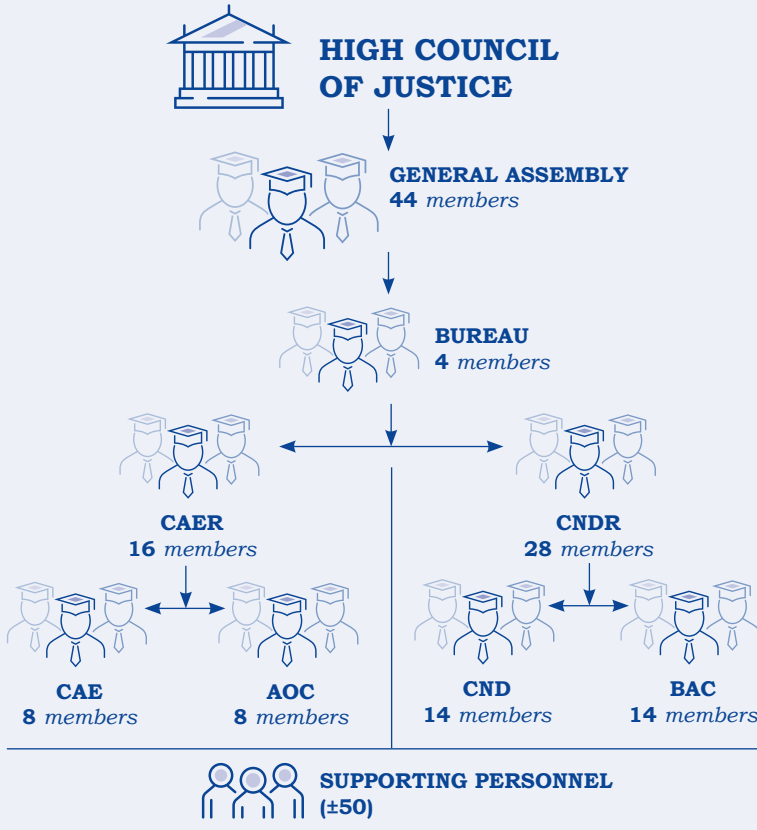 HIGH COUNCIL
OF JUSTICE
GENERAL ASSEMBLY
44 members
BUREAU
4 members
CAER
16 members
CNDR
28 members
CAE
8 members
AOC
8 members
CND
14 members
BAC
14 members
SUPPORTING PERSONNEL
(±50)